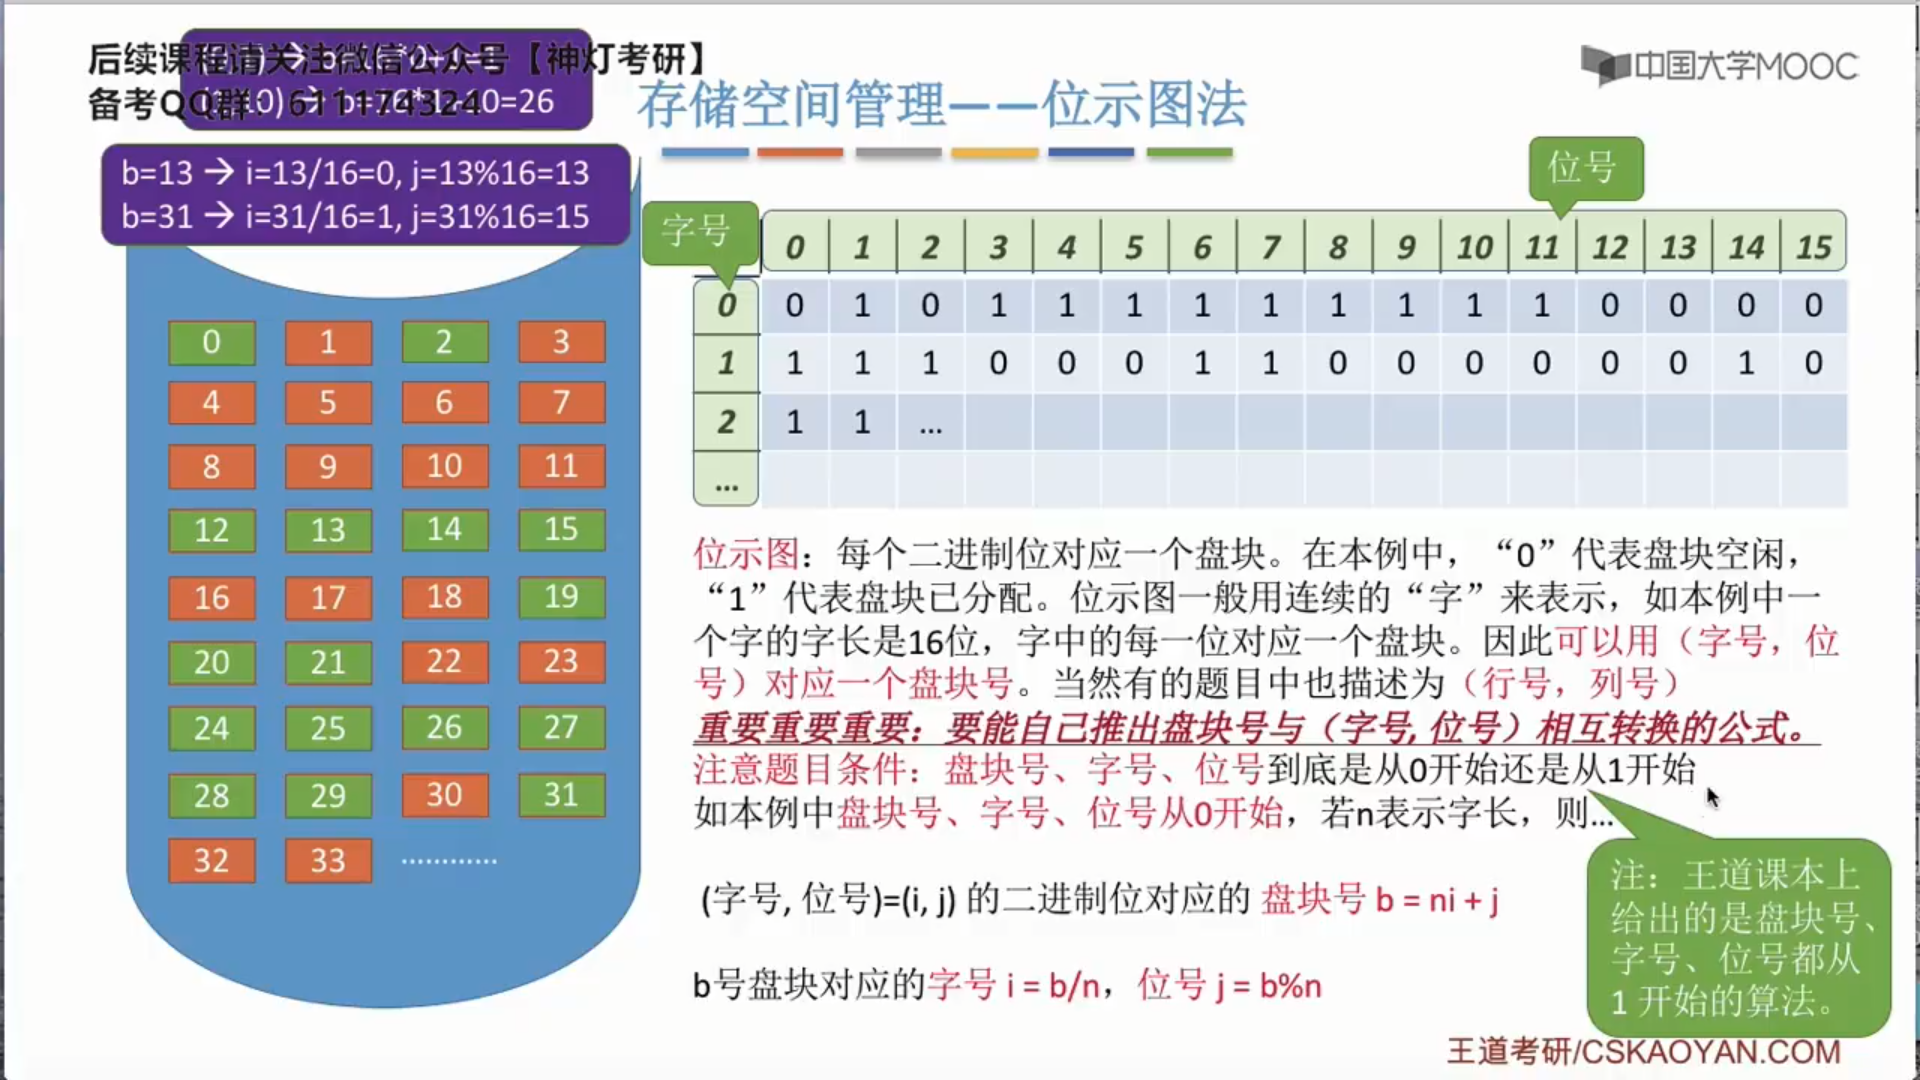 后续课程请关注微信公众号【神灯考研】
备考QQ群：611174324
=26
中国大学MOOC
存储空间管理——位示图法
b=13 → i=13/16=0, j=13%16=13
b=31 → i=31/16=1, j=31%16=15
位号
字号
0 1 2 3 4 5 6 7 8 9 10 11 12 13 14 15
0 0 1 0 1 1 1 1 1 1 1 1 1 0 0 0 0
1 1 1 1 0 0 0 1 1 0 0 0 0 0 0 1 0
2 1 1 ...
...
0 1 2 3
4 5 6 7
8 9 10 11
12 13 14 15
16 17 18 19
20 21 22 23
24 25 26 27
28 29 30 31
32 33 …………
位示图：每个二进制位对应一个盘块。在本例中，“0”代表盘块空闲，
“1”代表盘块已分配。位示图一般用连续的“字”来表示，如本例中一
个字的字长是16位，字中的每一位对应一个盘块。因此可以用（字号，位
号）对应一个盘块号。当然有的题目中也描述为（行号，列号）
重要重要重要：要能自己推出盘块号与（字号, 位号）相互转换的公式。
注意题目条件：盘块号、字号、位号到底是从0开始还是从1开始
如本例中盘块号、字号、位号从0开始，若n表示字长，则...
(字号, 位号)=(i, j) 的二进制位对应的 盘块号 b = ni + j
b号盘块对应的字号 i = b/n，位号 j = b%n
注：王道课本上
给出的是盘块号、
字号、位号都从
1 开始的算法。
王道考研/CSKAOYAN.COM